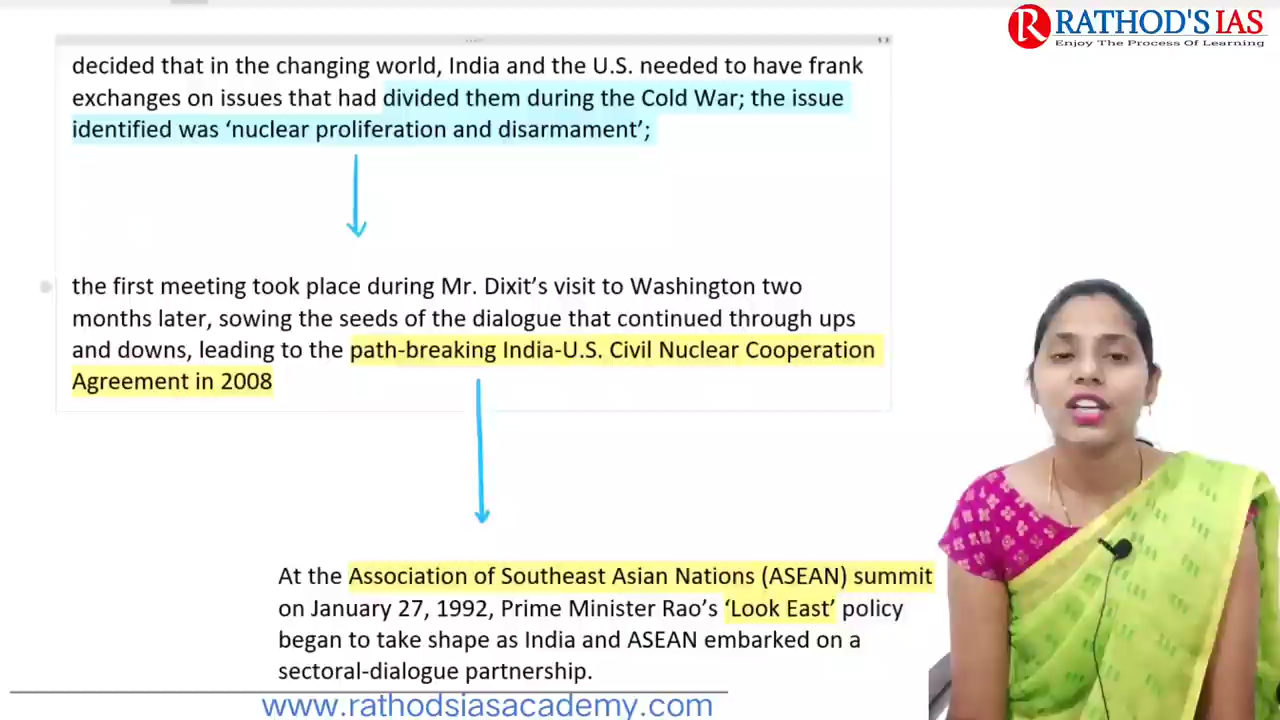 RATHOD'S IAS
Enjoy The Process Of Learning
decided that in the changing world, India and the U.S. needed to have frank
exchanges on issues that had divided them during the Cold War; the issue
identified was ‘nuclear proliferation and disarmament’;
the first meeting took place during Mr. Dixit’s visit to Washington two
months later, sowing the seeds of the dialogue that continued through ups
and downs, leading to the path-breaking India-U.S. Civil Nuclear Cooperation
Agreement in 2008
At the Association of Southeast Asian Nations (ASEAN) summit
on January 27, 1992, Prime Minister Rao’s ‘Look East’ policy
began to take shape as India and ASEAN embarked on a
sectoral-dialogue partnership.
www.rathodsiasacademy.com